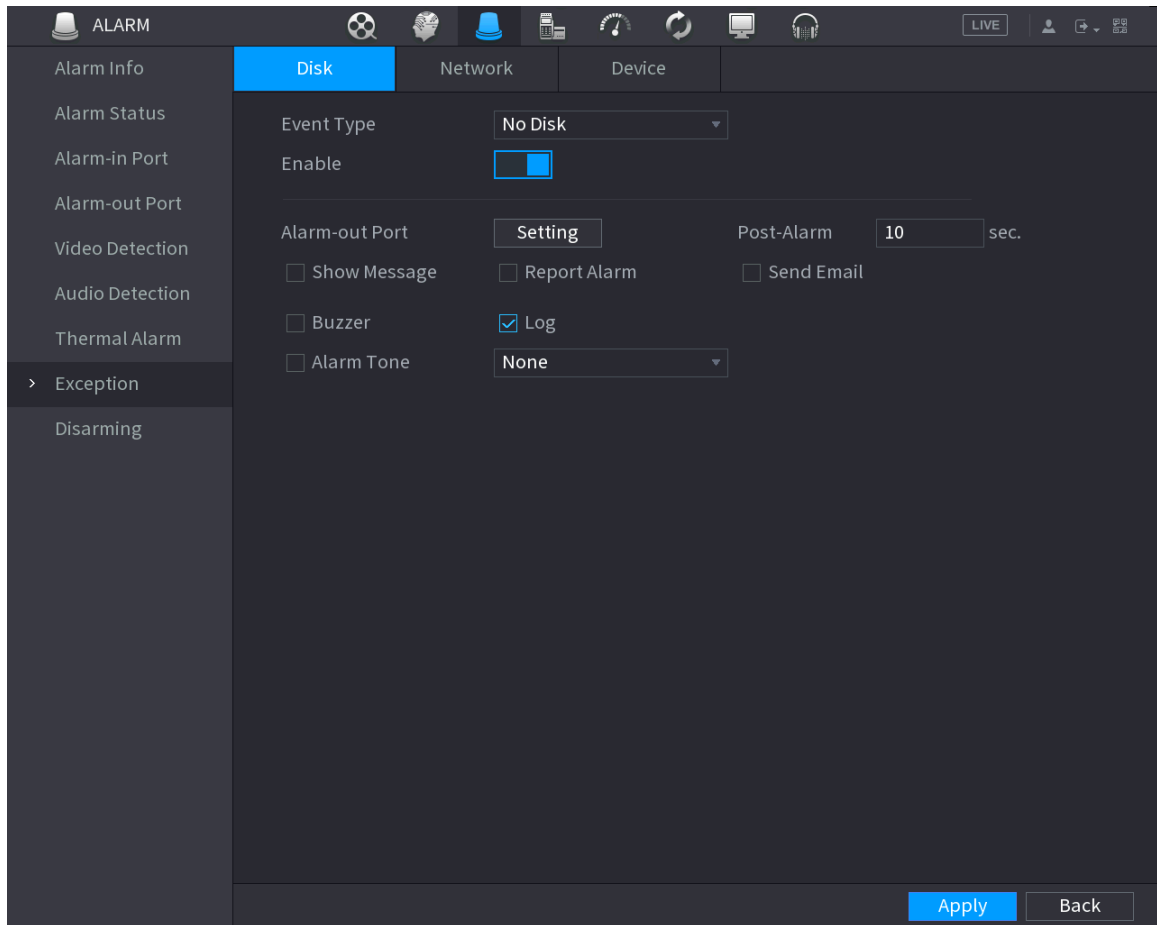 ALARM
LIVE
Alarm Info
Alarm Status
Alarm-in Port
Alarm-out Port
Video Detection
Audio Detection
Thermal Alarm
Exception
Disarming
Disk Network Device
Event Type No Disk
Enable
Alarm-out Port Setting Post-Alarm 10 sec.
Show Message Report Alarm Send Email
Buzzer Log
Alarm Tone None
Apply Back